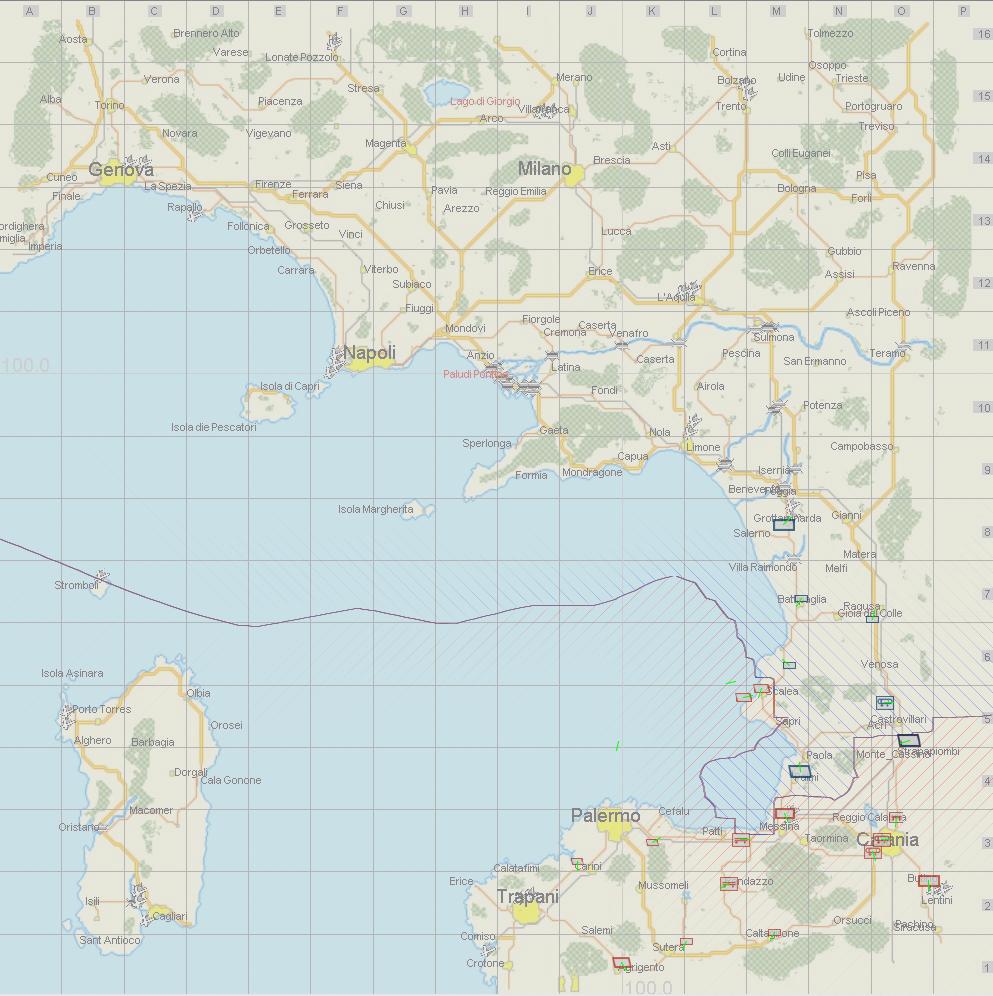 A B C D E F G H I J K L M N O P
Aosta Brennero Alto Tolmezzo 16
Varese Lonate Pozzolo Cortina Osoppo
Verona Stresa Merano Bolzano Udine Trieste
Alba Torino Piacenza Lago di Giorgio Villafranca Trento Portogruaro 15
Arco Treviso
Novara Vigevano Magenta Asti Colli Euganei
Genova Milano Brescia 14
Cuneo La Spezia Firenze Siena Pavia Reggio Emilia Bologna Pisa
Finale Ferrara Forli
Rapallo Chiusi Arezzo
ordighera Follonica Grosseto Vinci Lucca 13
miglia Imperia
Orbetello Gubbio
Carrara Viterbo Erice Assisi Ravenna
Subiaco L'Aquila 12
Fiuggi Ascoli Piceno
Mondovi Fiorgole Cremona Caserta Venafro Sulmona
Napoli Anzio Latina Caserta Pescina San Ermanno Teramo 11
100.0 Paludi Pontine
Isola di Capri Fondi Airola
Potenza 10
Isola die Pescatori Gaeta Nola
Sperlonga Capua Limone Campobasso
Formia Mondragone Isernia 9
Benevento Foggia
Isola Margherita Grottaminarda Gianni
Salerno 8
Matera
Villa Raimondo Melfi
Stromboli Battipaglia Ragusa 7
Gioia del Colle
Isola Asinara Venosa 6
Olbia Scalea
Porto Torres Castrovillari 5
Orosei Sapri Acri
Alghero Barbagia Paola Monte_Cassino Strapapiombi
Dorgali Cala Gonone Palmi 4
Macomer Palermo Cefalu
Oristano Patti Messina Reggio Calabria
Taormina Catania 3
Carini
Calatafimi
Erice Mussomeli Randazzo
Isili Trapani Lentini
Cagliari 2
Salemi Orsucci Pachino
Sant Antioco Comiso Caltagirone Siracusa
Sutera
Crotone Agrigento 1
100.0